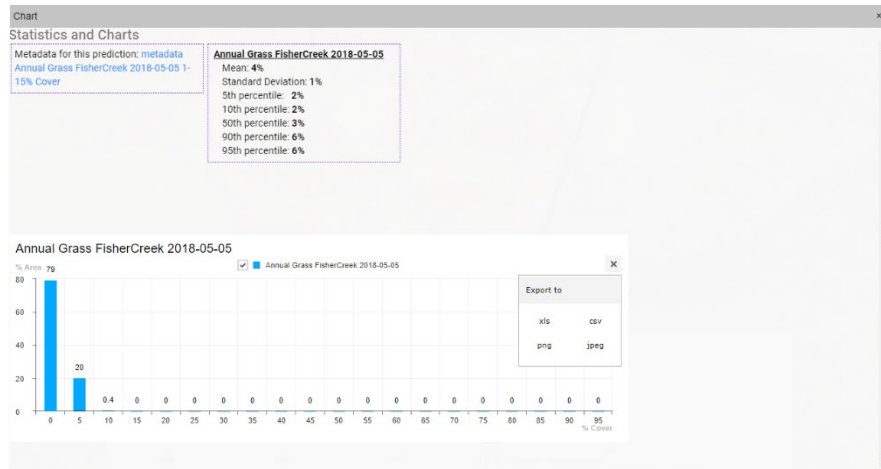 Chart
×
Statistics and Charts
Metadata for this prediction: metadata
Annual Grass FisherCreek 2018-05-05 1-
15% Cover
Annual Grass FisherCreek 2018-05-05
Mean: 4%
Standard Deviation: 1%
5th percentile: 2%
10th percentile: 2%
50th percentile: 3%
90th percentile: 6%
95th percentile: 6%
Annual Grass FisherCreek 2018-05-05
% Area
Annual Grass FisherCreek 2018-05-05
Export to
xls csv
png jpeg
80
60
40
20
0
79
20
0.4 0 0 0 0 0 0 0 0 0 0 0 0 0 0 0 0 0
0 5 10 15 20 25 30 35 40 45 50 55 60 65 70 75 80 85 90 95
% Cover